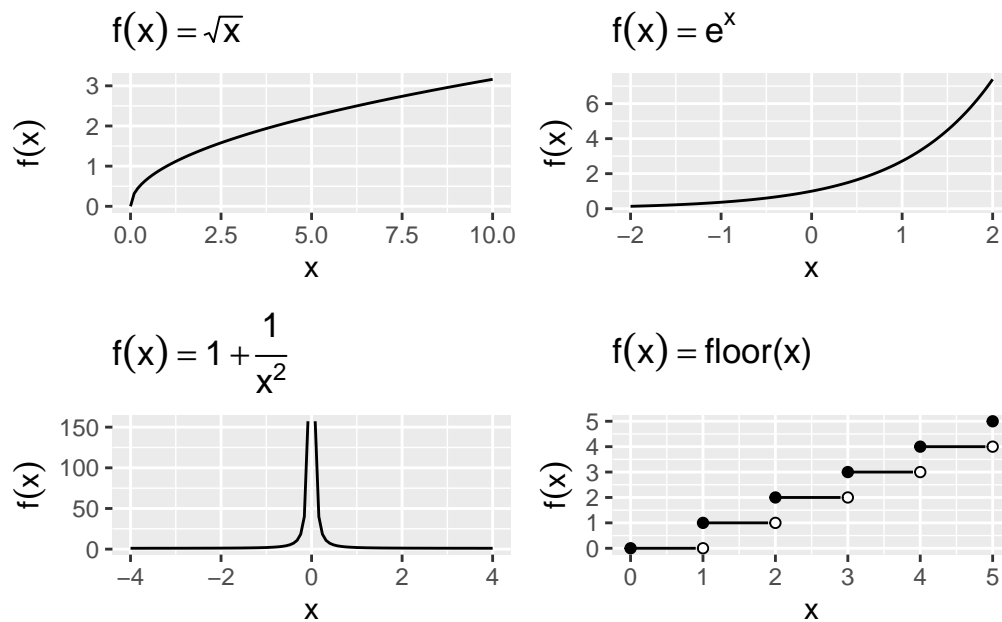 f(x) = √x
3
2
1
0
f(x)
0.0 2.5 5.0 7.5 10.0
x
f(x) = eˣ
6
4
2
0
f(x)
−2 −1 0 1 2
x
f(x) = 1 + 1/x²
150
100
50
0
f(x)
−4 −2 0 2 4
x
f(x) = floor(x)
5
4
3
2
1
0
f(x)
0 1 2 3 4 5
x